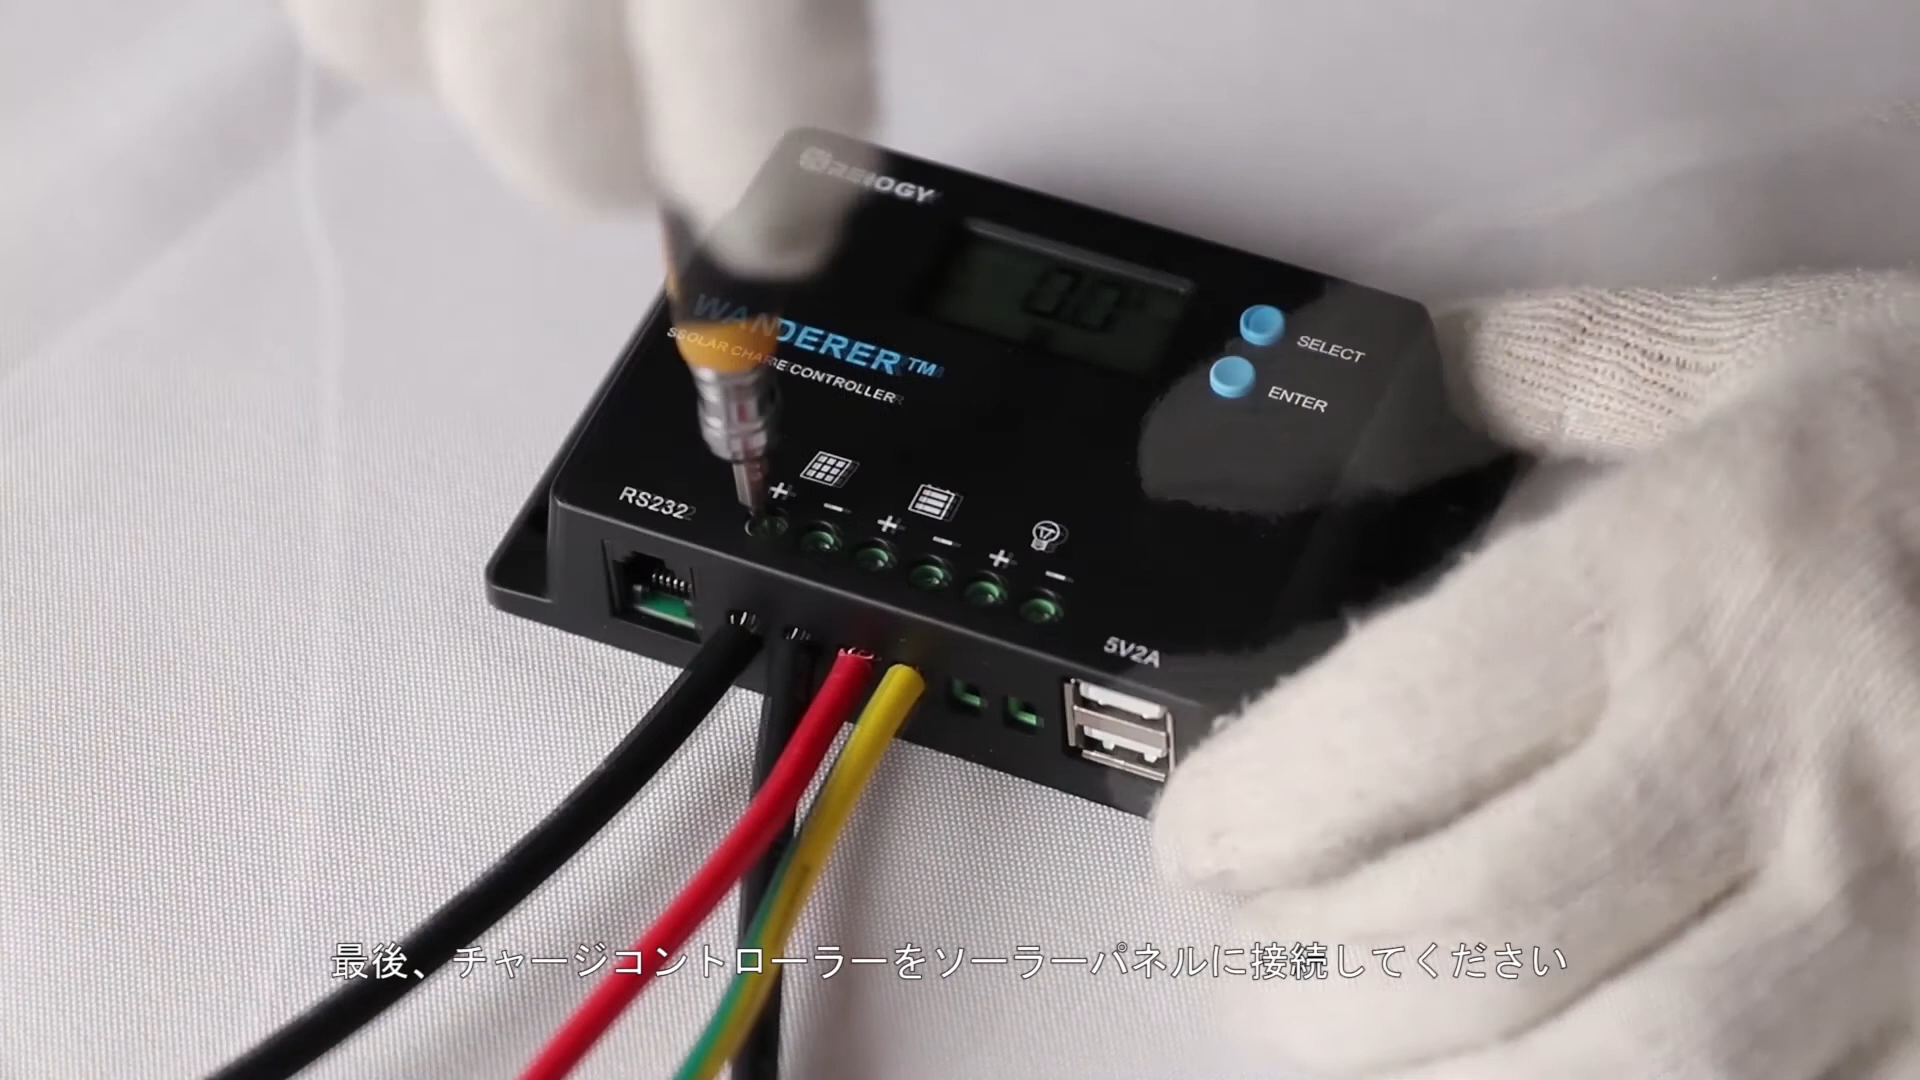 RENOGY
WANDERER™
SOLAR CHARGE CONTROLLER
0.0
SELECT
ENTER
RS232
+ - + - + -
5V2A
最後、チャージコントローラーをソーラーパネルに接続してください